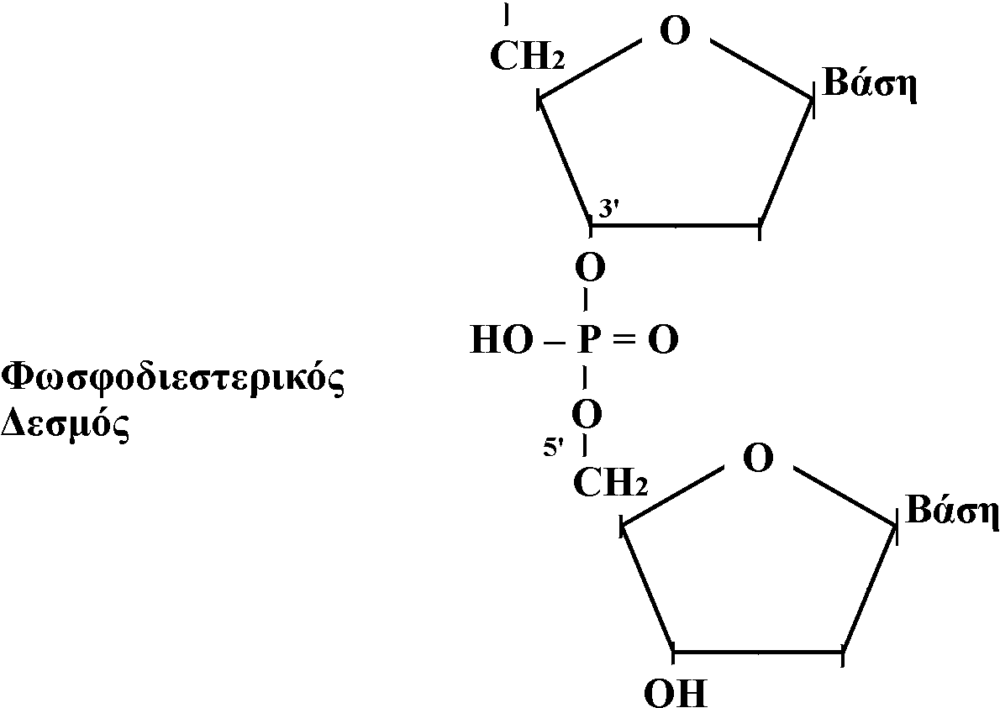 O
CH2
Βάση
3'
O
HO – P = O
Φωσφοδιεστερικός
Δεσμός
O
5'
O
CH2
Βάση
OH